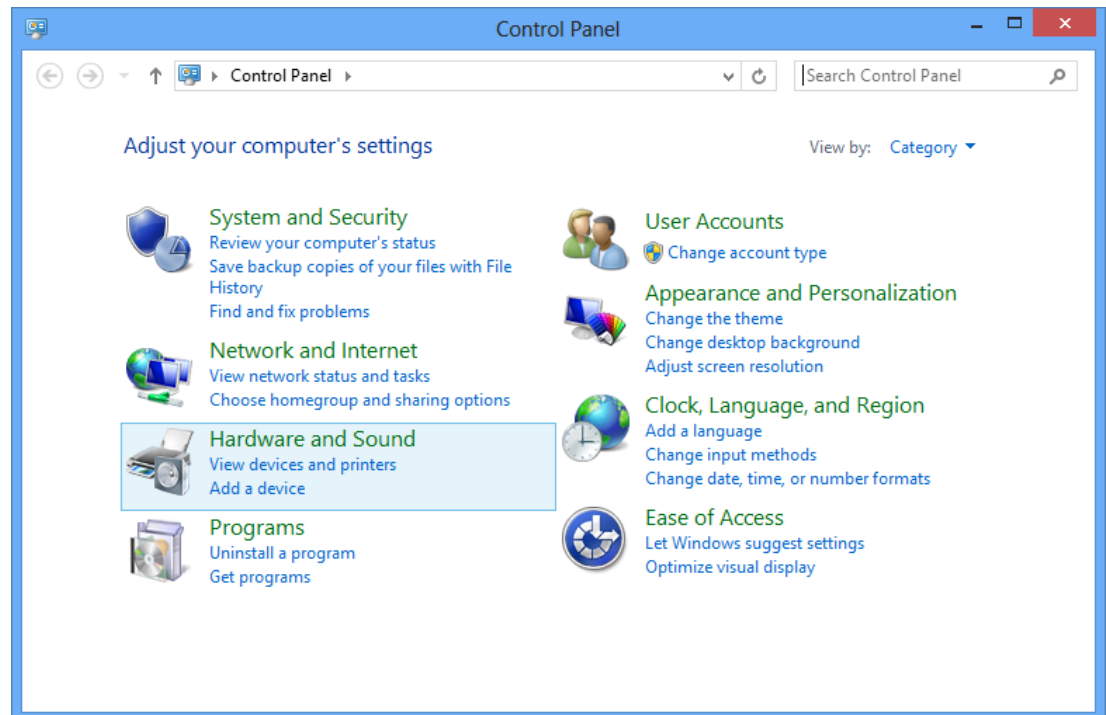 Control Panel
Control Panel
Search Control Panel
Adjust your computer's settings
View by: Category
System and Security
Review your computer's status
Save backup copies of your files with File
History
Find and fix problems
Network and Internet
View network status and tasks
Choose homegroup and sharing options
Hardware and Sound
View devices and printers
Add a device
Programs
Uninstall a program
Get programs
User Accounts
Change account type
Appearance and Personalization
Change the theme
Change desktop background
Adjust screen resolution
Clock, Language, and Region
Add a language
Change input methods
Change date, time, or number formats
Ease of Access
Let Windows suggest settings
Optimize visual display